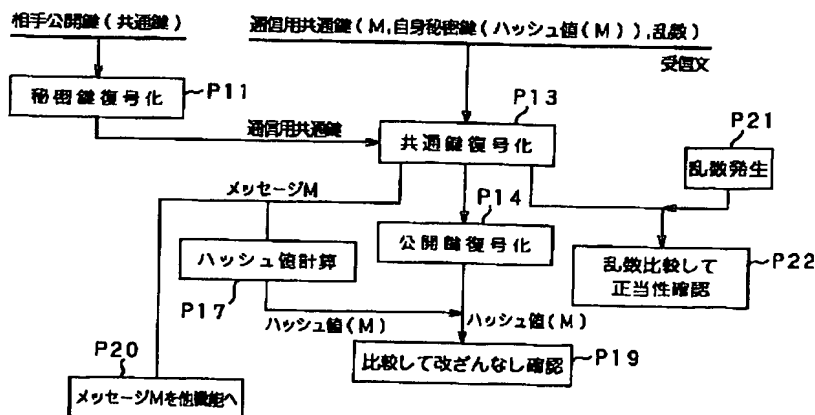 相手公開鍵(共通鍵)
通信用共通鍵(M,自身秘密鍵(ハッシュ値(M)),乱数)
受信文
秘密鍵復号化
P11
通信用共通鍵
P13
共通鍵復号化
P21
乱数発生
メッセージM
P14
公開鍵復号化
ハッシュ値計算
P17
乱数比較して
正当性確認
P22
ハッシュ値(M)
ハッシュ値(M)
P20
メッセージMを他機能へ
比較して改ざんなし確認
P19